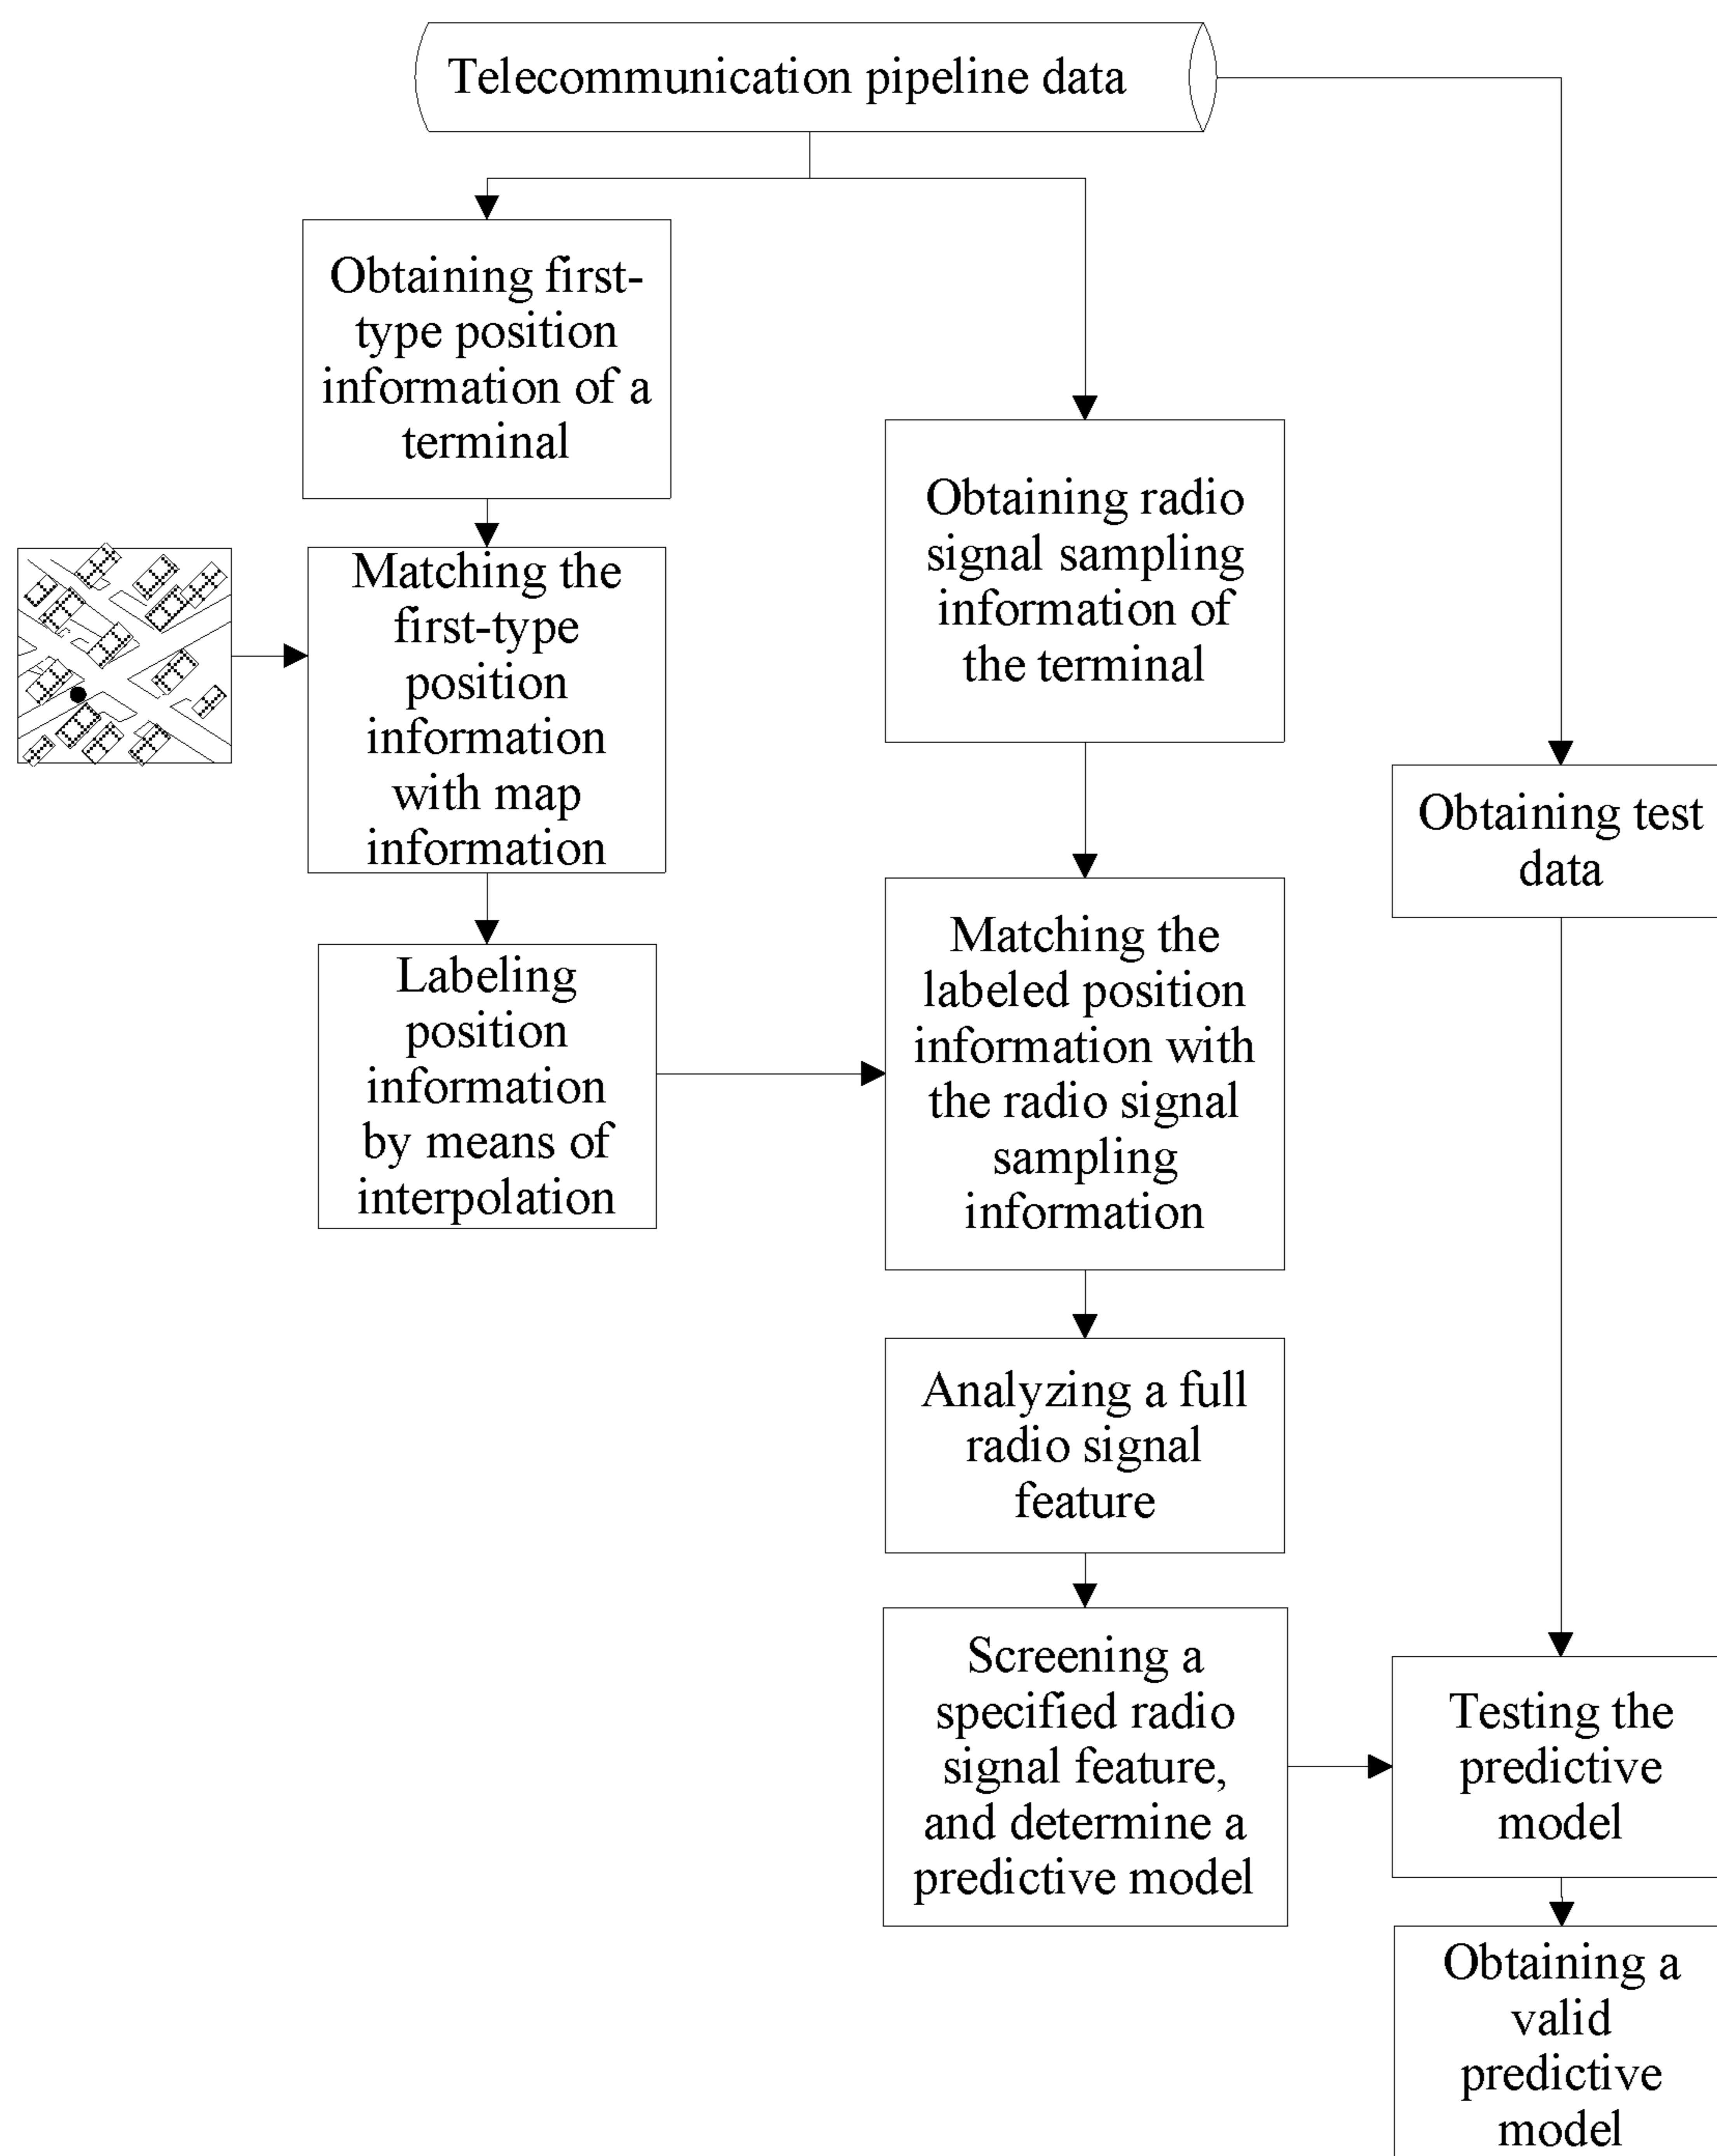 Telecommunication pipeline data
Obtaining first-
type position
information of a
terminal
Matching the
first-type
position
information
with map
information
Labeling
position
information
by means of
interpolation
Obtaining radio
signal sampling
information of
the terminal
Matching the
labeled position
information with
the radio signal
sampling
information
Analyzing a full
radio signal
feature
Screening a
specified radio
signal feature,
and determine a
predictive model
Obtaining test
data
Testing the
predictive
model
Obtaining a
valid
predictive
model